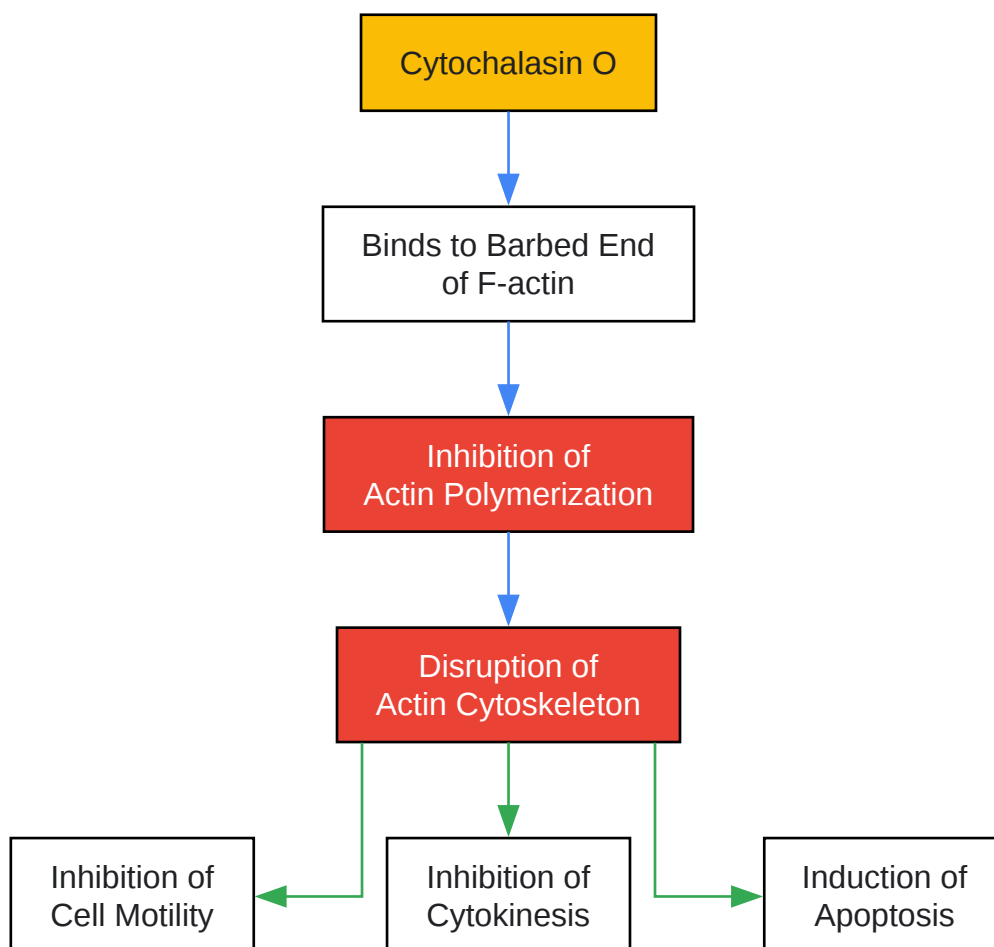 Cytochalasin O
Binds to Barbed End
of F-actin
Inhibition of
Actin Polymerization
Disruption of
Actin Cytoskeleton
Inhibition of
Cell Motility
Inhibition of
Cytokinesis
Induction of
Apoptosis